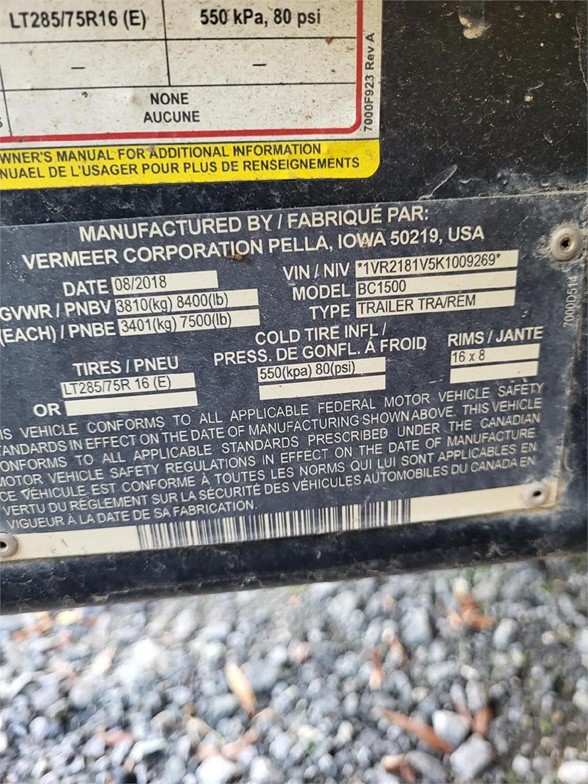 LT285/75R16 (E) 550 kPa, 80 psi
– –
NONE
AUCUNE
7000F923 Rev A
OWNER'S MANUAL FOR ADDITIONAL INFORMATION
DE L'USAGER POUR PLUS DE RENSEIGNEMENTS
MANUFACTURED BY / FABRIQUÉ PAR:
VERMEER CORPORATION PELLA, IOWA 50219, USA
DATE 08/2018 VIN / NIV *1VR2181V5K1009269*
GVWR / PNBV 3810(kg) 8400(lb) MODEL BC1500
(EACH) / PNBE 3401(kg) 7500(lb) TYPE TRAILER TRA/REM
TIRES / PNEU COLD TIRE INFL / RIMS / JANTE
PRESS. DE GONFL. Á FROID
LT285/75R 16 (E) 550(kpa) 80(psi) 16 x 8
OR
VEHICLE CONFORMS TO ALL APPLICABLE FEDERAL MOTOR VEHICLE SAFETY
STANDARDS IN EFFECT ON THE DATE OF MANUFACTURING SHOWN ABOVE. THIS VEHICLE
CONFORMS TO ALL APPLICABLE STANDARDS PRESCRIBED UNDER THE CANADIAN
MOTOR VEHICLE SAFETY REGULATIONS IN EFFECT ON THE DATE OF MANUFACTURE
CE VÉHICULE EST CONFORME À TOUTES LES NORMS QUI LUI SONT APPLICABLES EN
VERTU DU RÈGLEMENT SUR LA SÉCURITÉ DES VÉHICULES AUTOMOBILES DU CANADA EN
VIGUEUR À LA DATE DE SA FABRICATION.